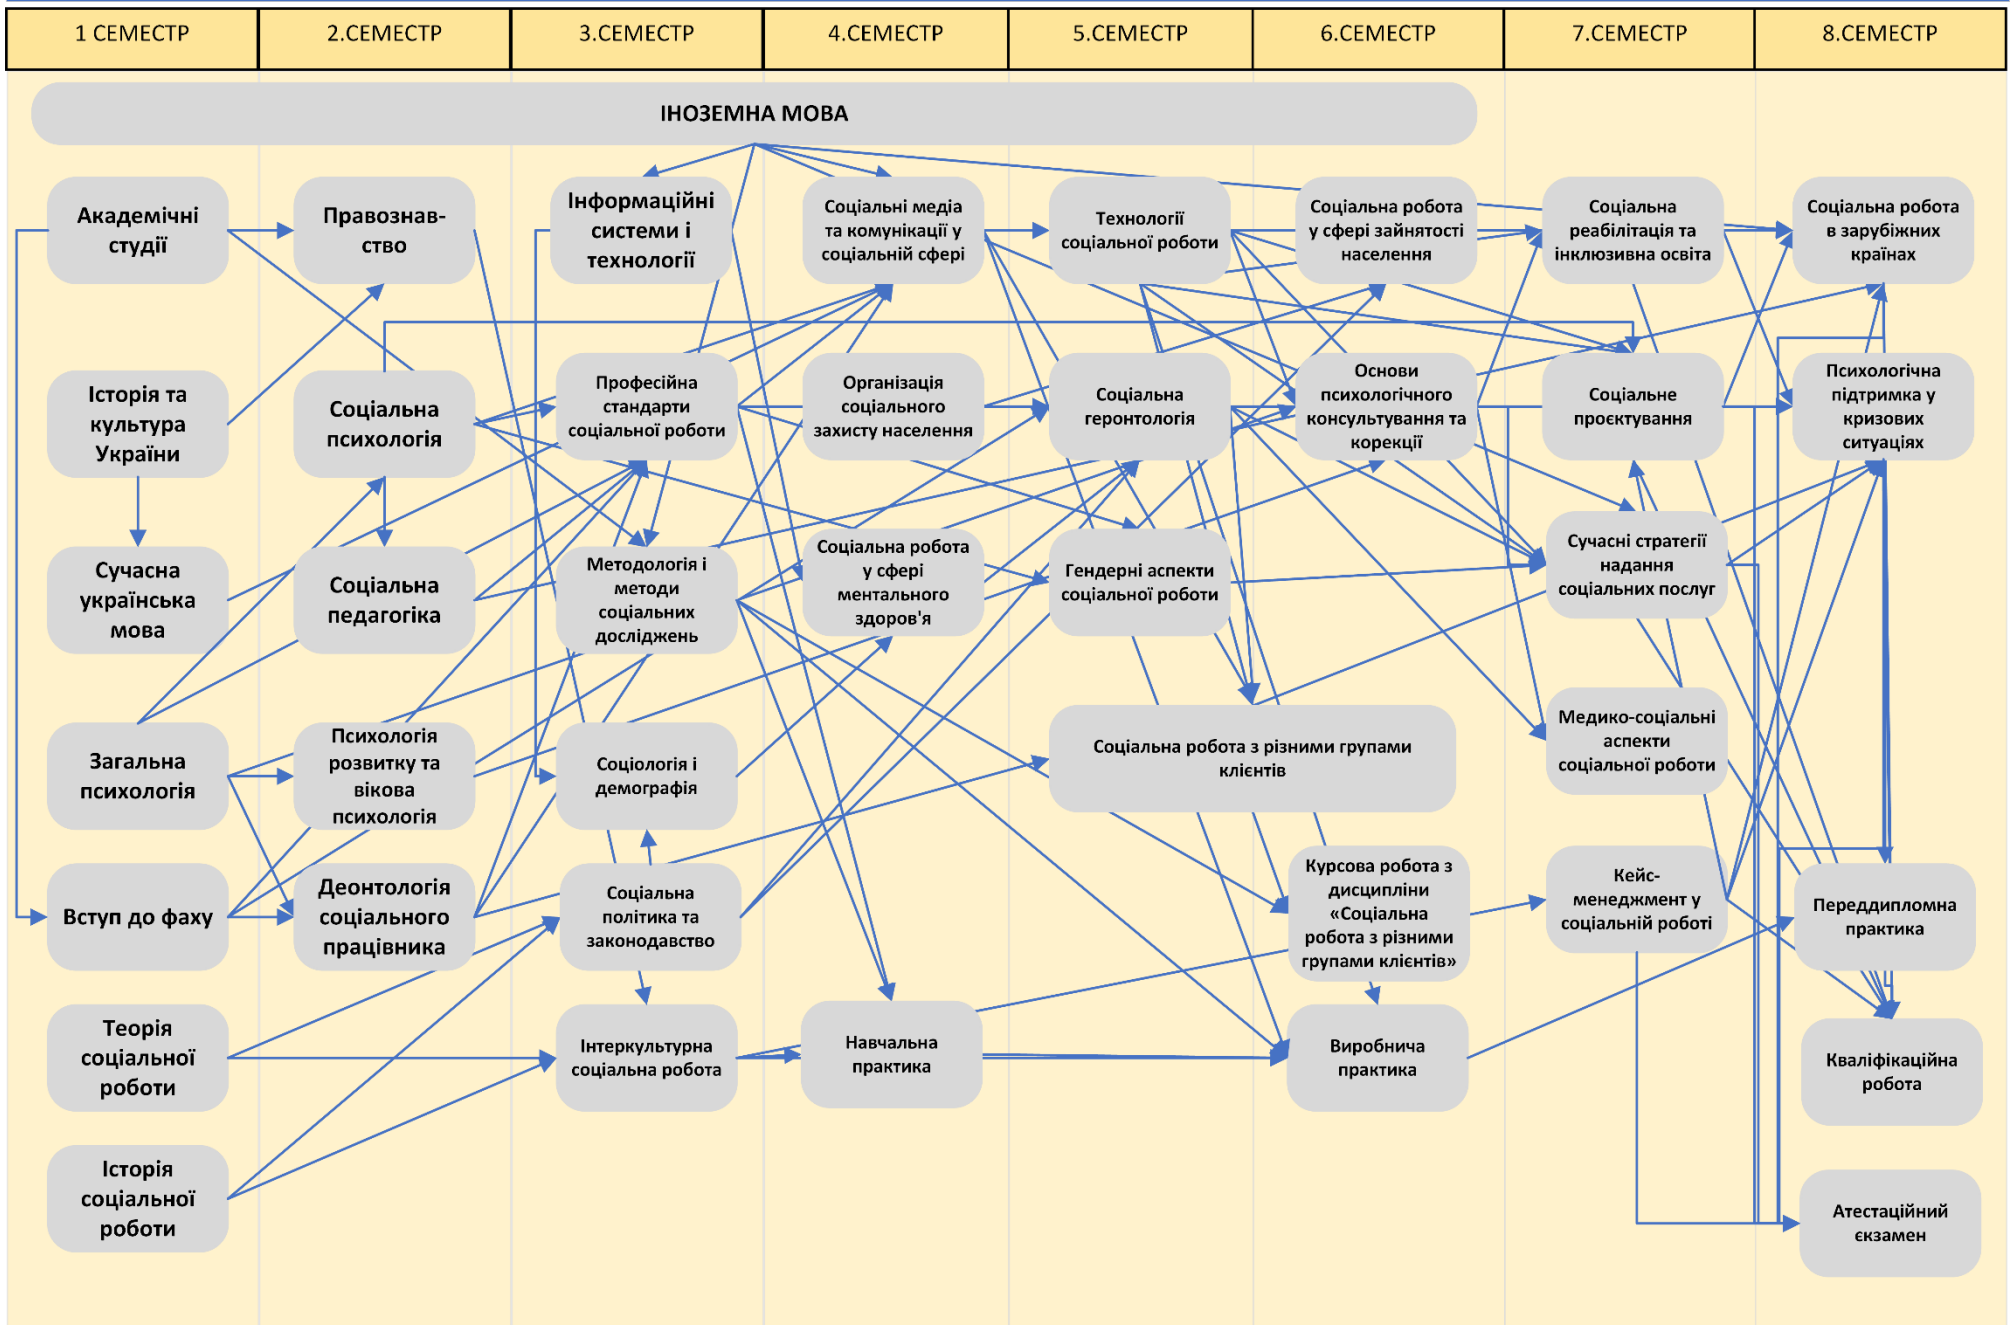 1 СЕМЕСТР
2.СЕМЕСТР
3.СЕМЕСТР
4.СЕМЕСТР
5.СЕМЕСТР
6.СЕМЕСТР
7.СЕМЕСТР
8.СЕМЕСТР
ІНОЗЕМНА МОВА
Академічні
студії
Правознав-
ство
Інформаційні
системи і
технології
Соціальні медіа
та комунікації у
соціальній сфері
Технології
соціальної роботи
Соціальна робота
у сфері зайнятості
населення
Соціальна
реабілітація та
інклюзивна освіта
Соціальна робота
в зарубіжних
країнах
Історія та
культура
України
Соціальна
психологія
Професійна
стандарти
соціальної роботи
Організація
соціального
захисту населення
Соціальна
геронтологія
Основи
психологічного
консультування та
корекції
Соціальне
проєктування
Психологічна
підтримка у
кризових
ситуаціях
Сучасна
українська
мова
Соціальна
педагогіка
Методологія і
методи
соціальних
досліджень
Соціальна робота
у сфері
ментального
здоров'я
Гендерні аспекти
соціальної роботи
Сучасні стратегії
надання
соціальних послуг
Загальна
психологія
Психологія
розвитку та
вікова
психологія
Соціологія і
демографія
Соціальна робота з різними групами
клієнтів
Медико-соціальні
аспекти
соціальної роботи
Вступ до фаху
Деонтологія
соціального
працівника
Соціальна
політика та
законодавство
Курсова робота з
дисципліни
«Соціальна
робота з різними
групами клієнтів»
Кейс-
менеджмент у
соціальній роботі
Переддипломна
практика
Теорія
соціальної
роботи
Інтеркультурна
соціальна робота
Навчальна
практика
Виробнича
практика
Кваліфікаційна
робота
Історія
соціальної
роботи
Атестаційний
єкзамен